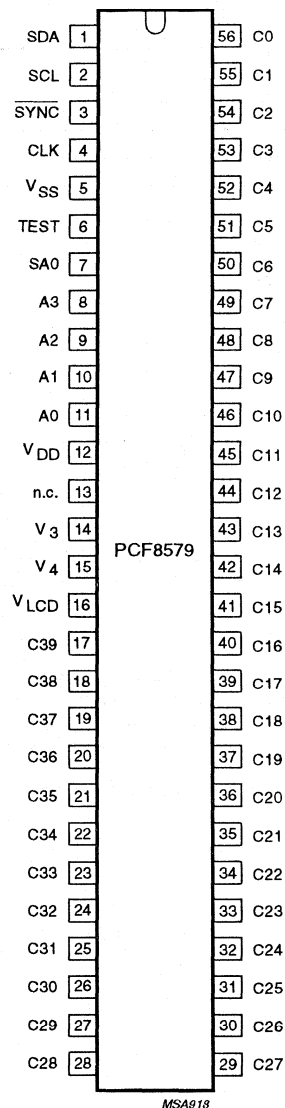 SDA 1 56 C0
SCL 2 55 C1
SYNC 3 54 C2
CLK 4 53 C3
VSS 5 52 C4
TEST 6 51 C5
SA0 7 50 C6
A3 8 49 C7
A2 9 48 C8
A1 10 47 C9
A0 11 46 C10
VDD 12 45 C11
n.c. 13 44 C12
V3 14 43 C13
PCF8579
V4 15 42 C14
VLCD 16 41 C15
C39 17 40 C16
C38 18 39 C17
C37 19 38 C18
C36 20 37 C19
C35 21 36 C20
C34 22 35 C21
C33 23 34 C22
C32 24 33 C23
C31 25 32 C24
C30 26 31 C25
C29 27 30 C26
C28 28 29 C27
MSA918